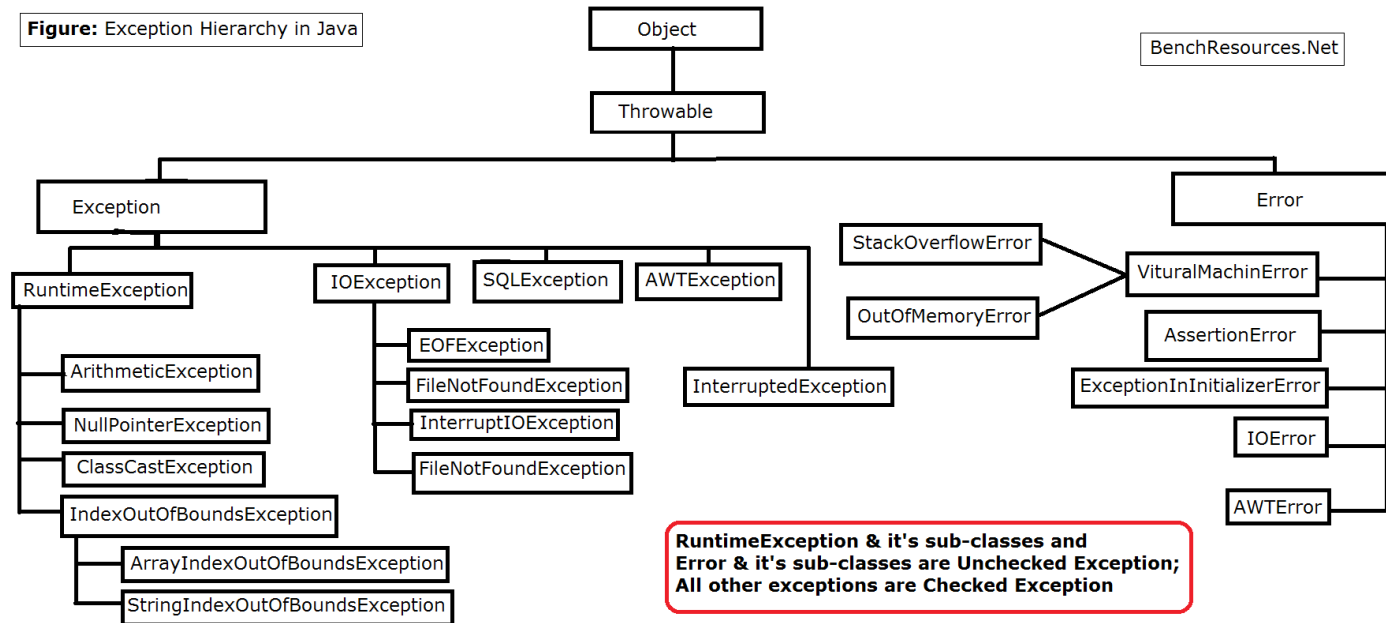 Figure: Exception Hierarchy in Java
Object
BenchResources.Net
Throwable
Exception
Error
StackOverflowError
VituralMachinError
OutOfMemoryError
AssertionError
ExceptionInInitializerError
IOError
AWTError
RuntimeException
IOException
SQLException
AWTException
InterruptedException
EOFException
FileNotFoundException
InterruptIOException
FileNotFoundException
ArithmeticException
NullPointerException
ClassCastException
IndexOutOfBoundsException
ArrayIndexOutOfBoundsException
StringIndexOutOfBoundsException
RuntimeException & it's sub-classes and
Error & it's sub-classes are Unchecked Exception;
All other exceptions are Checked Exception